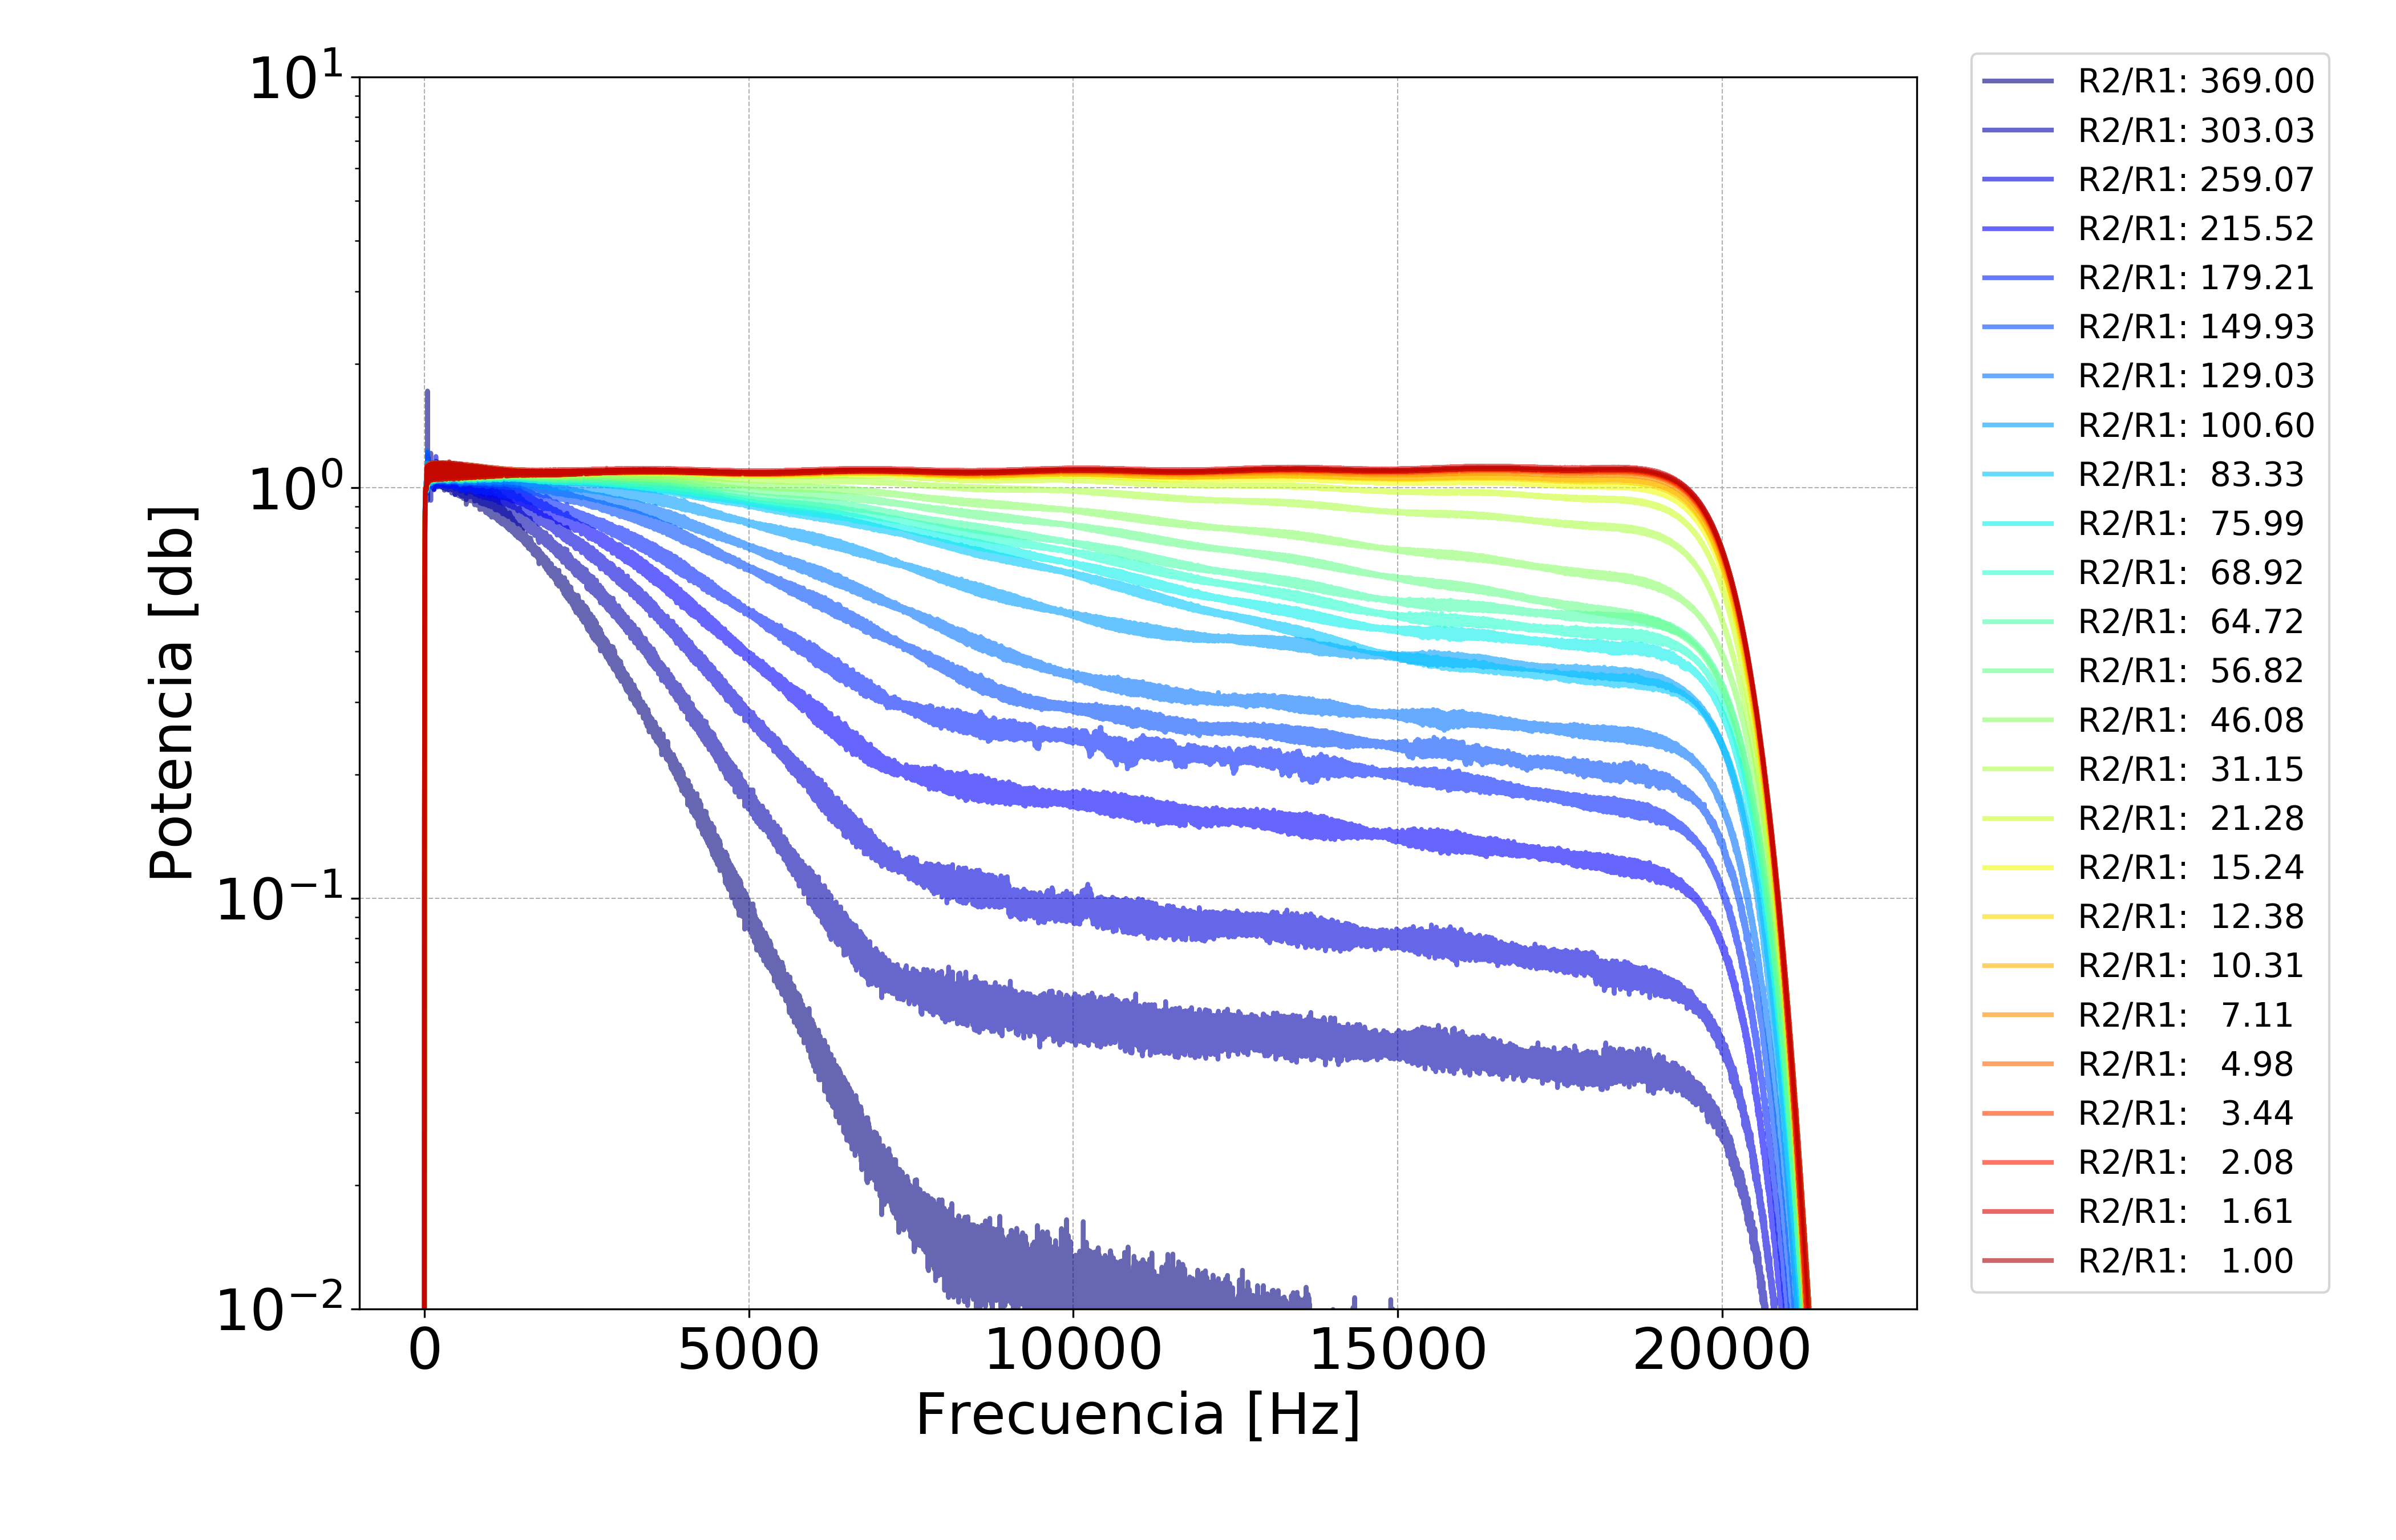 10¹
10⁰
10⁻¹
10⁻²
Potencia [db]
0
5000
10000
15000
20000
Frecuencia [Hz]
R2/R1: 369.00
R2/R1: 303.03
R2/R1: 259.07
R2/R1: 215.52
R2/R1: 179.21
R2/R1: 149.93
R2/R1: 129.03
R2/R1: 100.60
R2/R1: 83.33
R2/R1: 75.99
R2/R1: 68.92
R2/R1: 64.72
R2/R1: 56.82
R2/R1: 46.08
R2/R1: 31.15
R2/R1: 21.28
R2/R1: 15.24
R2/R1: 12.38
R2/R1: 10.31
R2/R1: 7.11
R2/R1: 4.98
R2/R1: 3.44
R2/R1: 2.08
R2/R1: 1.61
R2/R1: 1.00